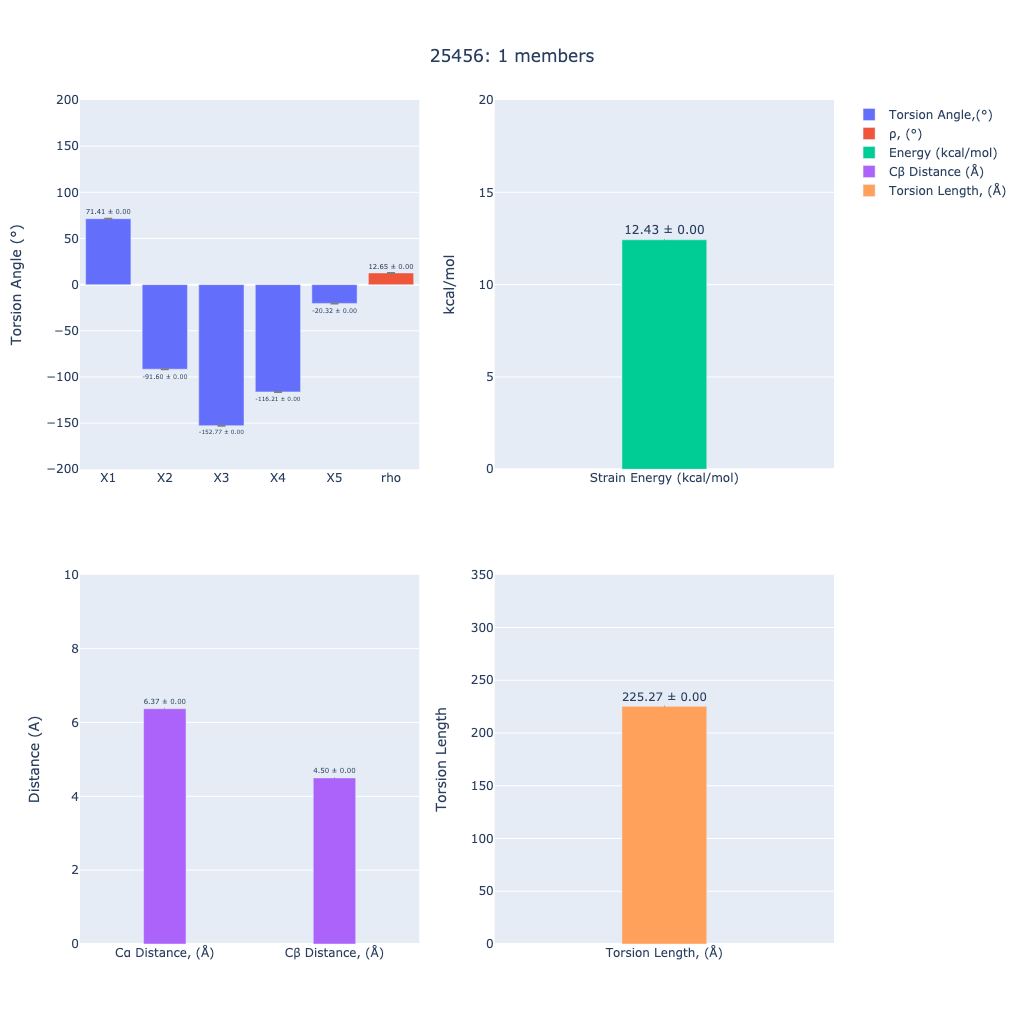 25456: 1 members
Torsion Angle (°)
200
150
100
50
0
−50
−100
−150
−200
71.41 ± 0.00
-91.60 ± 0.00
-152.77 ± 0.00
-116.21 ± 0.00
-20.32 ± 0.00
12.65 ± 0.00
X1 X2 X3 X4 X5 rho
kcal/mol
20
15
10
5
0
12.43 ± 0.00
Strain Energy (kcal/mol)
Torsion Angle,(°)
ρ, (°)
Energy (kcal/mol)
Cβ Distance (Å)
Torsion Length, (Å)
Distance (A)
10
8
6
4
2
0
6.37 ± 0.00
4.50 ± 0.00
Cα Distance, (Å) Cβ Distance, (Å)
Torsion Length
350
300
250
200
150
100
50
0
225.27 ± 0.00
Torsion Length, (Å)